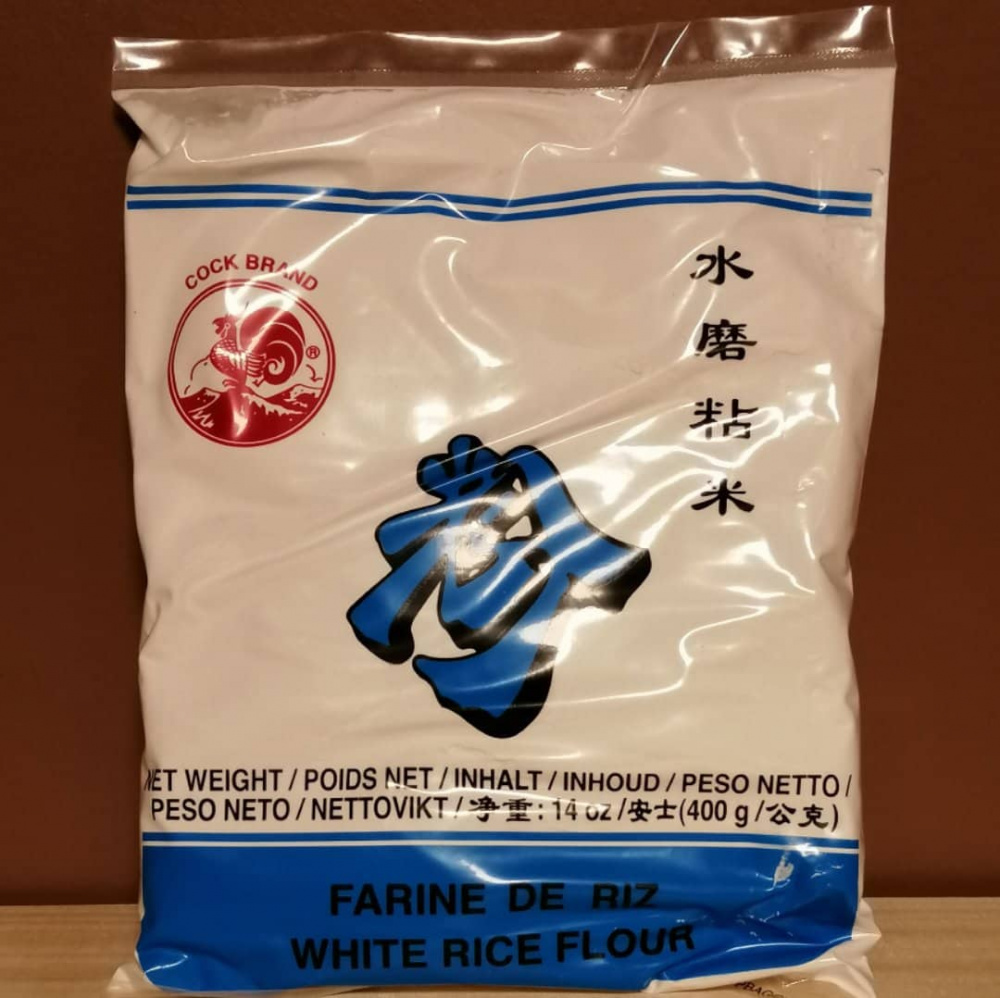 COCK BRAND
®
水磨粘米
粉
NET WEIGHT / POIDS NET / INHALT / INHOUD / PESO NETTO /
PESO NETO / NETTOVIKT / 净重: 14 oz /安士(400 g /公克)
FARINE DE RIZ
WHITE RICE FLOUR